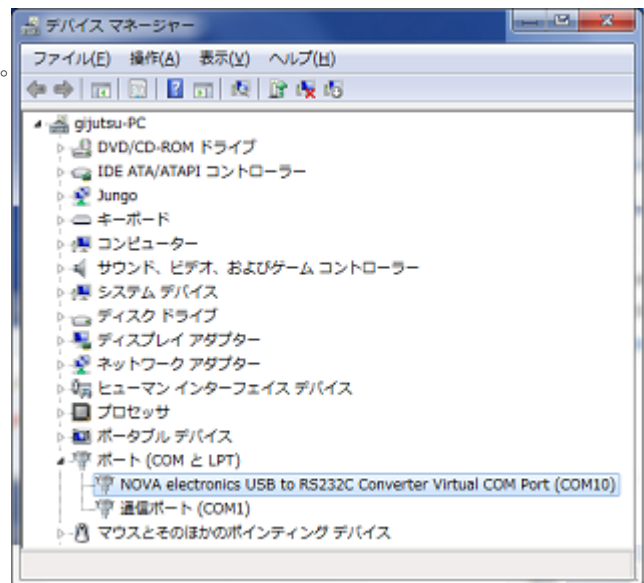 デバイス マネージャー
ファイル(F) 操作(A) 表示(V) ヘルプ(H)
gijutsu-PC
DVD/CD-ROM ドライブ
IDE ATA/ATAPI コントローラー
Jungo
キーボード
コンピューター
サウンド、ビデオ、およびゲーム コントローラー
システム デバイス
ディスク ドライブ
ディスプレイ アダプター
ネットワーク アダプター
ヒューマン インターフェイス デバイス
プロセッサ
ポータブル デバイス
ポート (COM と LPT)
NOVA electronics USB to RS232C Converter Virtual COM Port (COM10)
通信ポート (COM1)
マウスとそのほかのポインティング デバイス